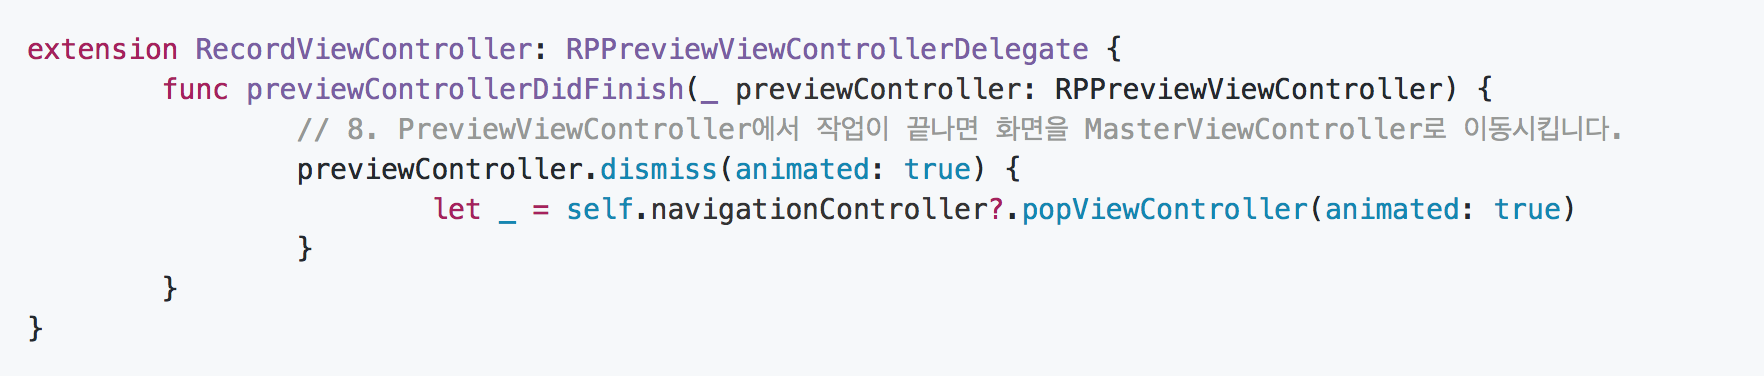 extension RecordViewController: RPPreviewViewControllerDelegate {
        func previewControllerDidFinish(_ previewController: RPPreviewViewController) {
                // 8. PreviewViewController에서 작업이 끝나면 화면을 MasterViewController로 이동시킵니다.
                previewController.dismiss(animated: true) {
                        let _ = self.navigationController?.popViewController(animated: true)
                }
        }
}